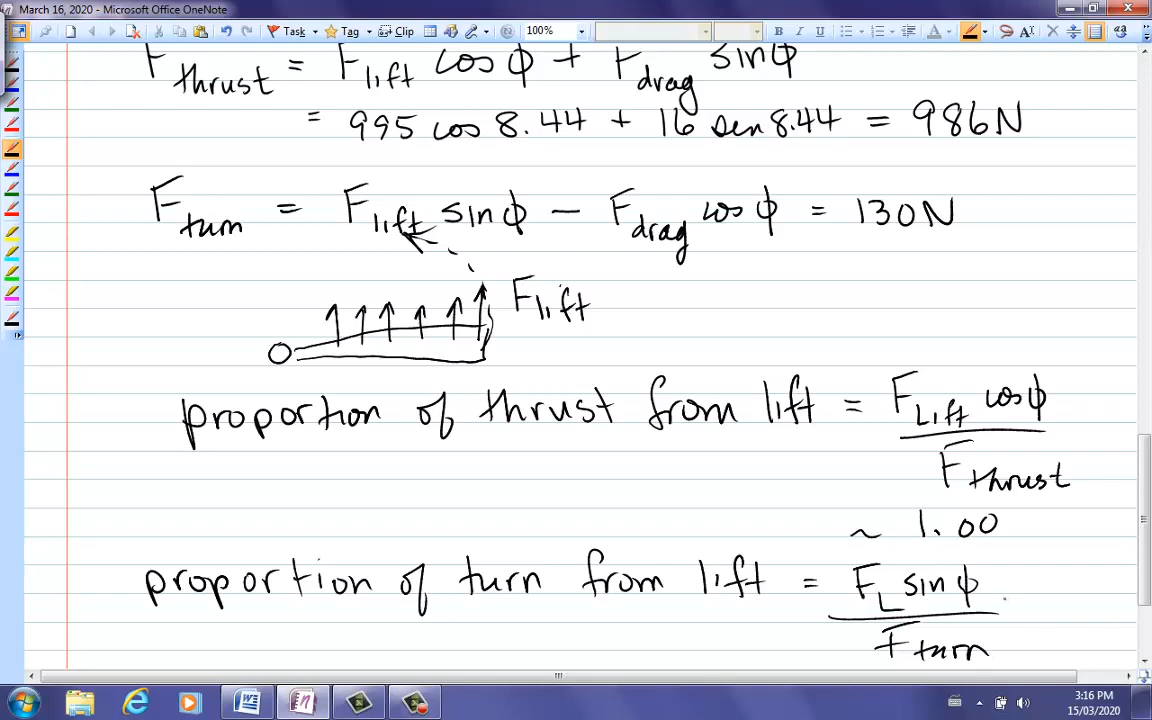 March 16, 2020 - Microsoft Office OneNote
Task Tag Clip 100% B I U A
F thrust = F lift cos φ + F drag sin φ
= 995 cos 8.44 + 16 sen 8.44 = 986N
F turn = F lift sin φ − F drag cos φ = 130N
F lift
proportion of thrust from lift = F Lift cos φ
F thrust
~ 1.00
proportion of turn from lift = F L sin φ
F turn
3:16 PM
15/03/2020